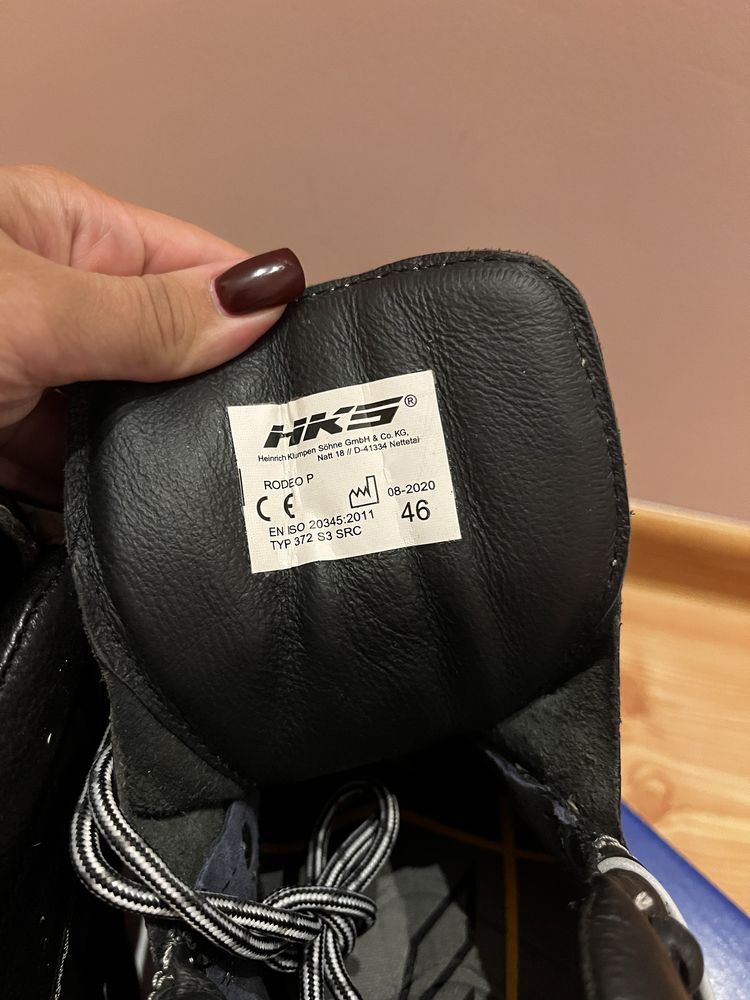 HKS®
Heinrich Klumpen Söhne GmbH & Co. KG,
Natt 18 // D-41334 Nettetal
RODEO P
CE 08-2020
EN ISO 20345:2011 46
TYP 372 S3 SRC